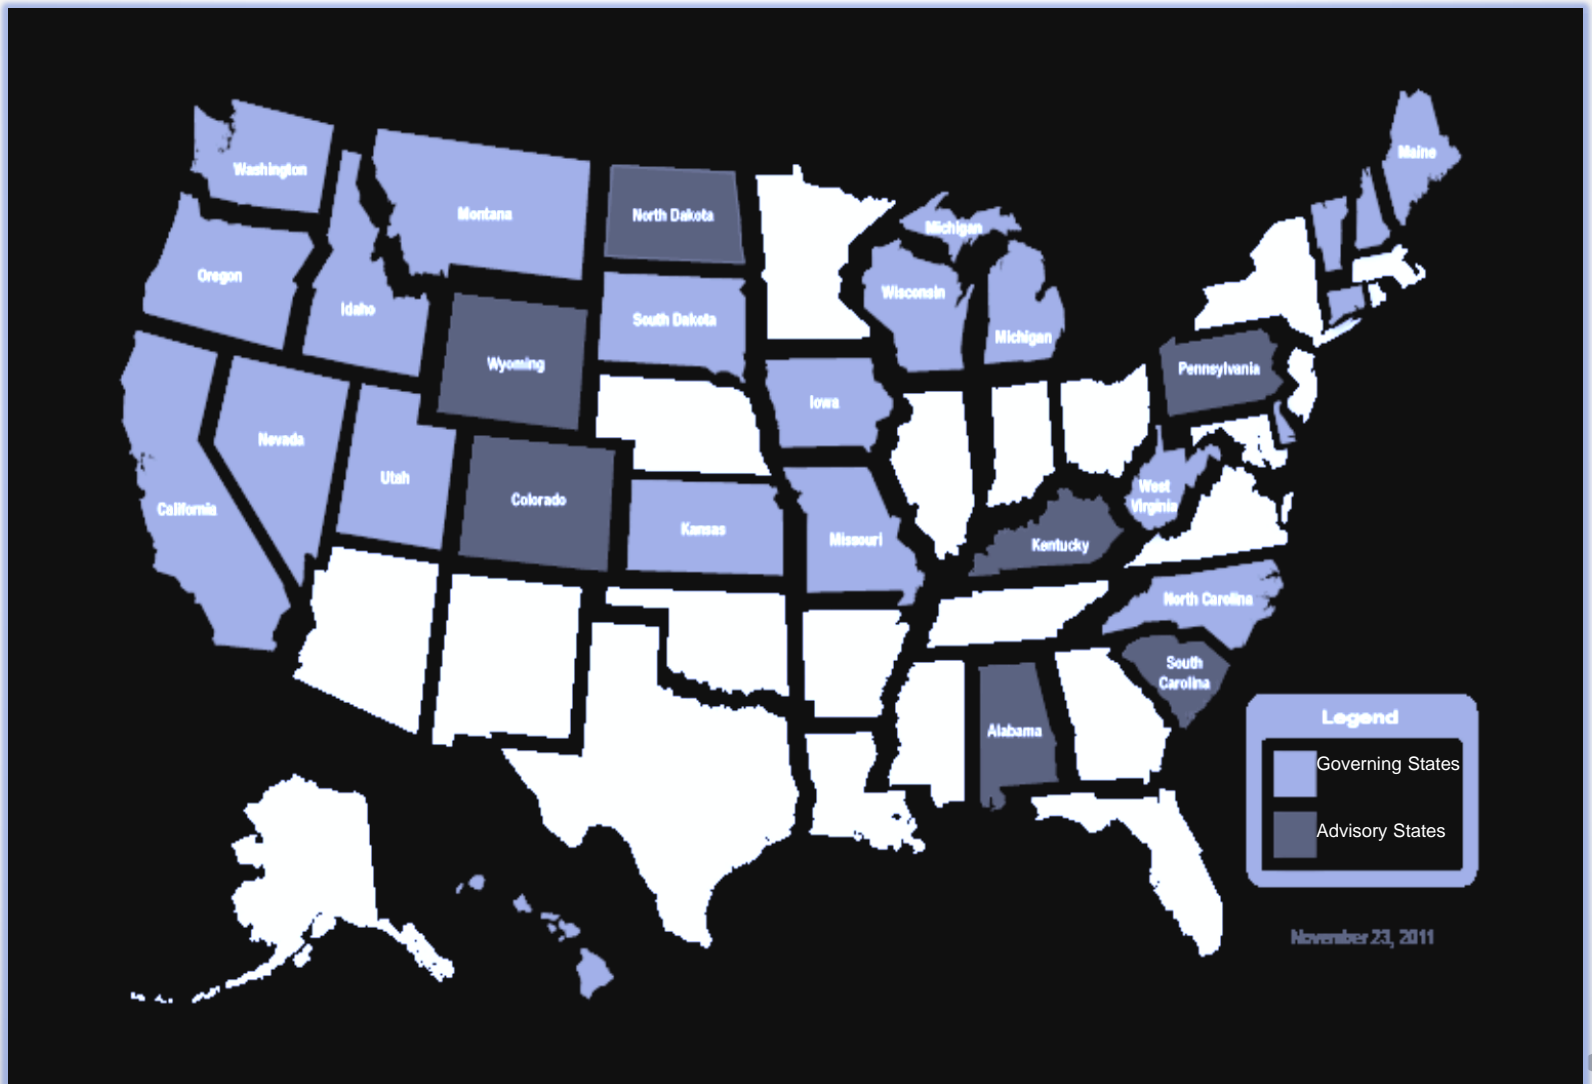 Maine
Washington
Montana
North Dakota
Michigan
Oregon
Idaho
Wisconsin
South Dakota
Michigan
Wyoming
Pennsylvania
Iowa
Nevada
Utah
Colorado
California
Kansas
Missouri
West
Virginia
Kentucky
North Carolina
South
Carolina
Alabama
Legend
Governing States
Advisory States
November 23, 2011